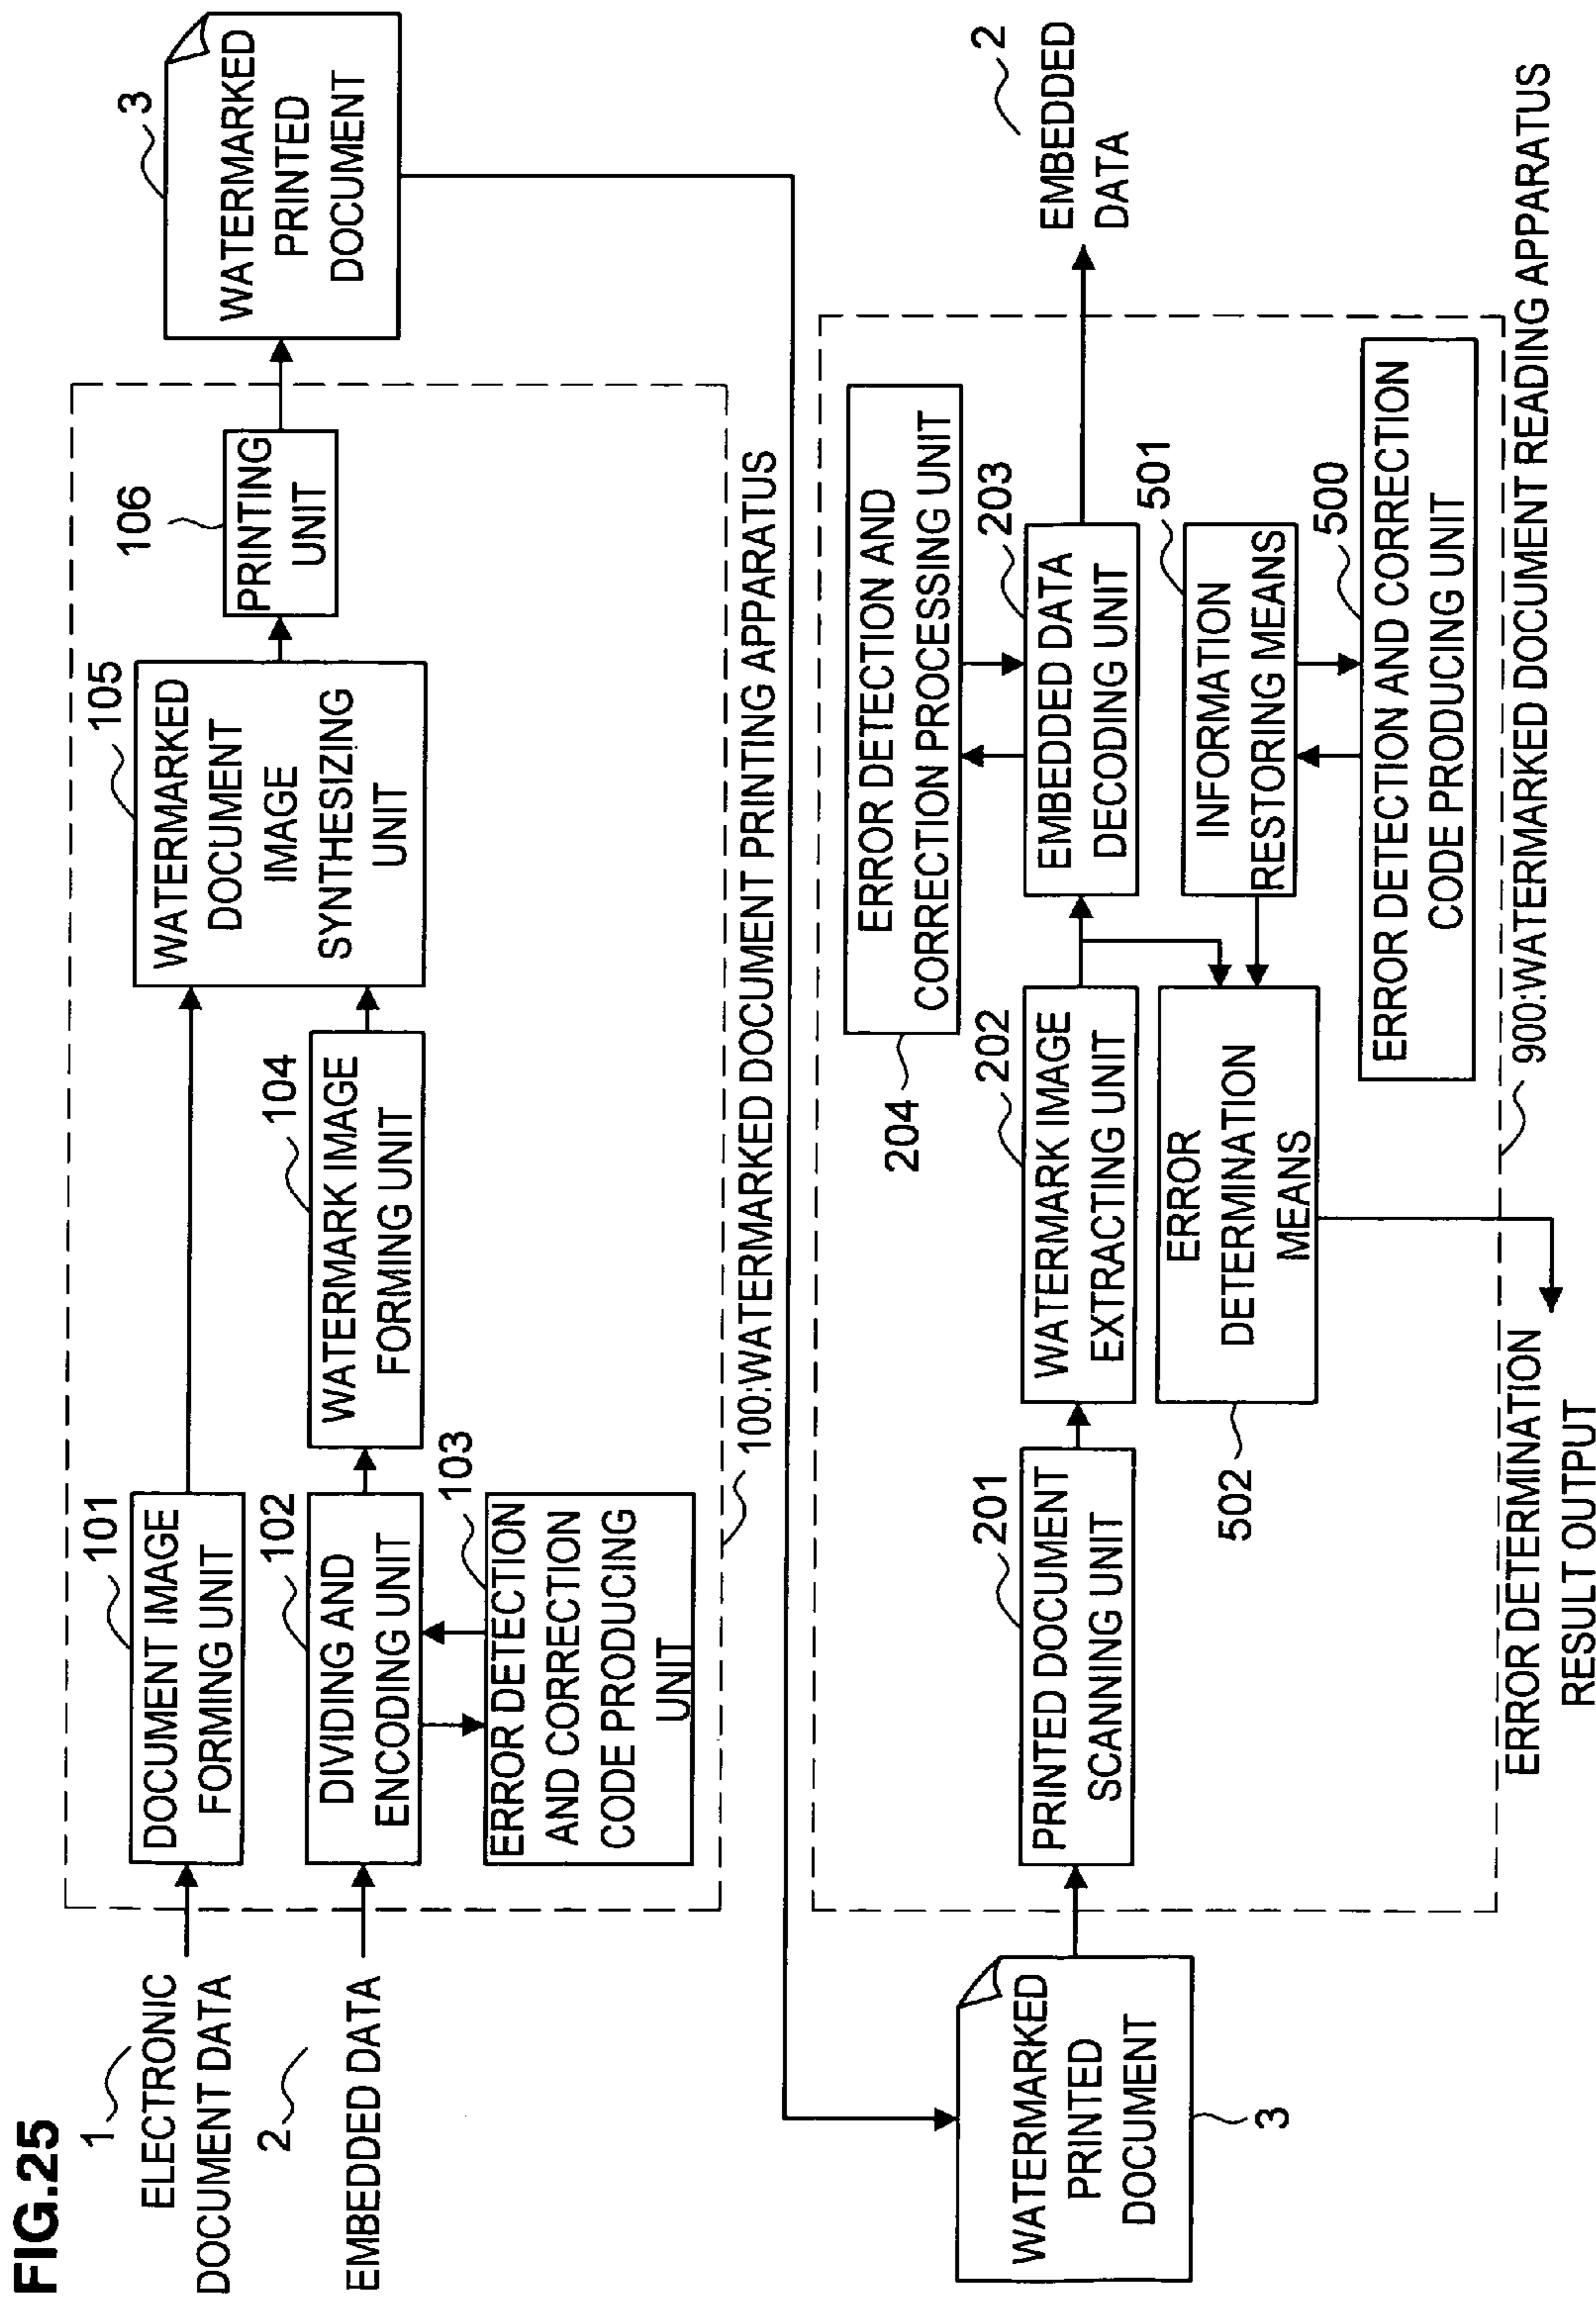 FIG.25
1
ELECTRONIC
DOCUMENT DATA
2
EMBEDDED DATA
101
DOCUMENT IMAGE
FORMING UNIT
102
DIVIDING AND
ENCODING UNIT
103
ERROR DETECTION
AND CORRECTION
CODE PRODUCING
UNIT
104
WATERMARK IMAGE
FORMING UNIT
105
WATERMARKED
DOCUMENT
IMAGE
SYNTHESIZING
UNIT
106
PRINTING
UNIT
3
WATERMARKED
PRINTED
DOCUMENT
100:WATERMARKED DOCUMENT PRINTING APPARATUS
WATERMARKED
PRINTED
DOCUMENT
3
201
PRINTED DOCUMENT
SCANNING UNIT
202
WATERMARK IMAGE
EXTRACTING UNIT
204
ERROR DETECTION AND
CORRECTION PROCESSING UNIT
203
EMBEDDED DATA
DECODING UNIT
2
EMBEDDED
DATA
502
ERROR
DETERMINATION
MEANS
501
INFORMATION
RESTORING MEANS
500
ERROR DETECTION AND CORRECTION
CODE PRODUCING UNIT
900:WATERMARKED DOCUMENT READING APPARATUS
ERROR DETERMINATION
RESULT OUTPUT